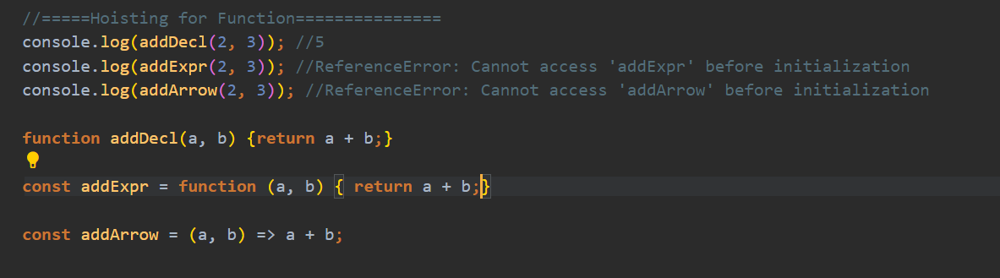 //=====Hoisting for Function===============
console.log(addDecl(2, 3)); //5
console.log(addExpr(2, 3)); //ReferenceError: Cannot access 'addExpr' before initialization
console.log(addArrow(2, 3)); //ReferenceError: Cannot access 'addArrow' before initialization
function addDecl(a, b) {return a + b;}
const addExpr = function (a, b) { return a + b;}
const addArrow = (a, b) => a + b;